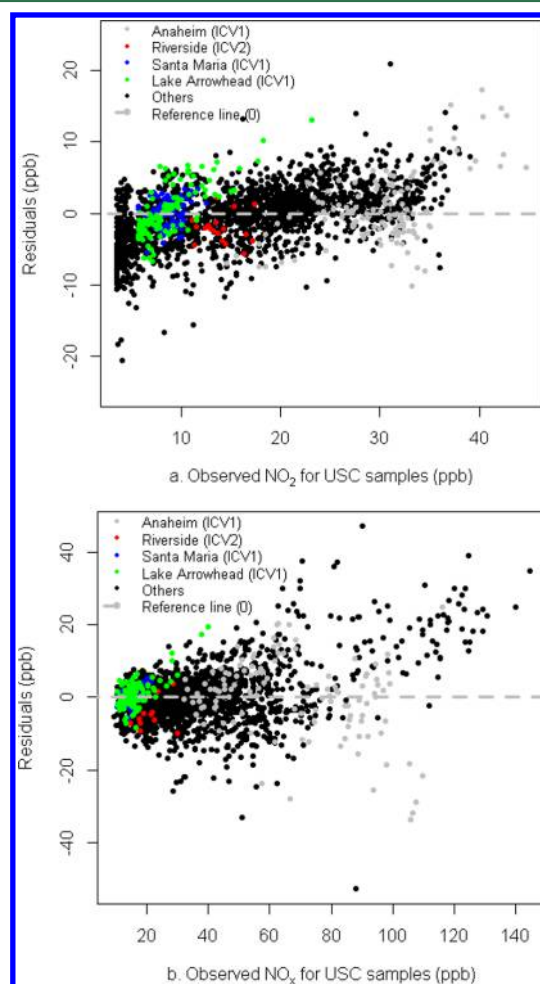 Anaheim (ICV1)
Riverside (ICV2)
Santa Maria (ICV1)
Lake Arrowhead (ICV1)
Others
Reference line (0)
Residuals (ppb)
20
10
0
-10
-20
10
20
30
40
a. Observed NO₂ for USC samples (ppb)
Anaheim (ICV1)
Riverside (ICV2)
Santa Maria (ICV1)
Lake Arrowhead (ICV1)
Others
Reference line (0)
Residuals (ppb)
40
20
0
-20
-40
20
40
60
80
100
120
140
b. Observed NOₓ for USC samples (ppb)